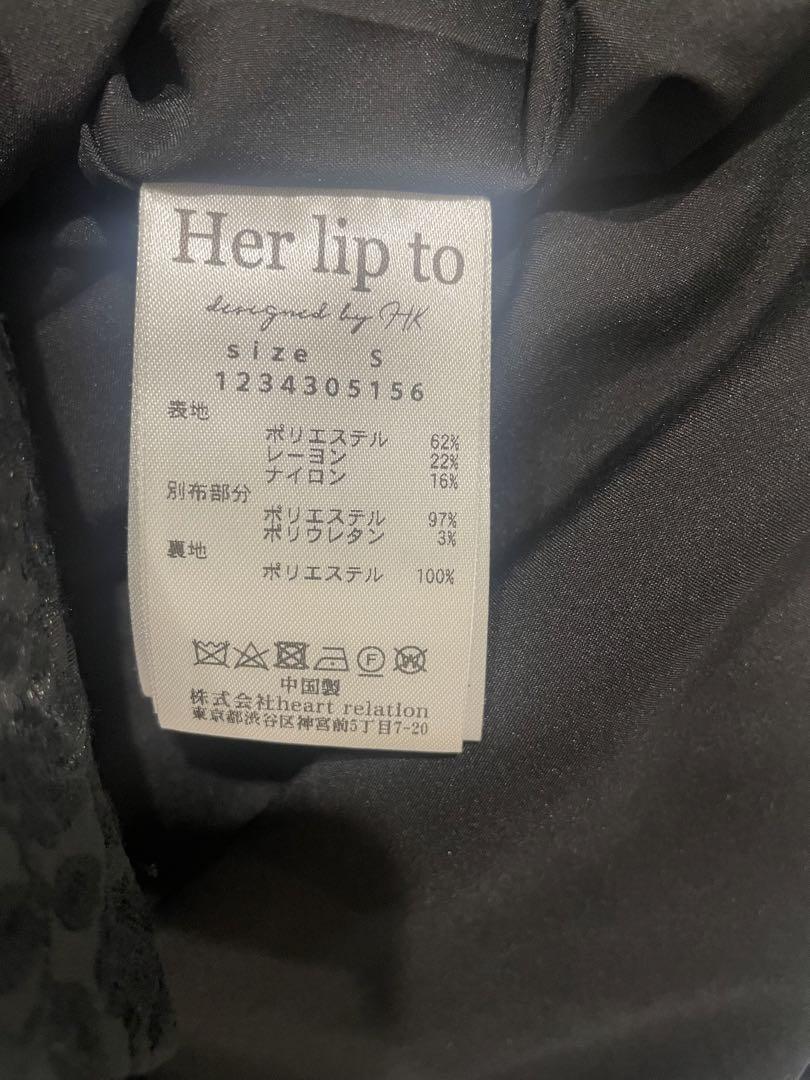 Her lip to
designed by HK
size S
1234305156
表地
ポリエステル 62%
レーヨン 22%
ナイロン 16%
別布部分
ポリエステル 97%
ポリウレタン 3%
裏地
ポリエステル 100%
F W
中国製
株式会社heart relation
東京都渋谷区神宮前5丁目7-20